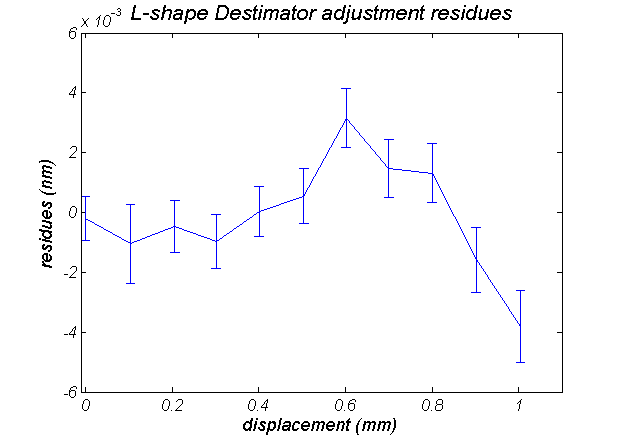 x 10⁻³ L-shape Destimator adjustment residues
6
4
2
0
-2
-4
-6
residues (nm)
0 0.2 0.4 0.6 0.8 1
displacement (mm)